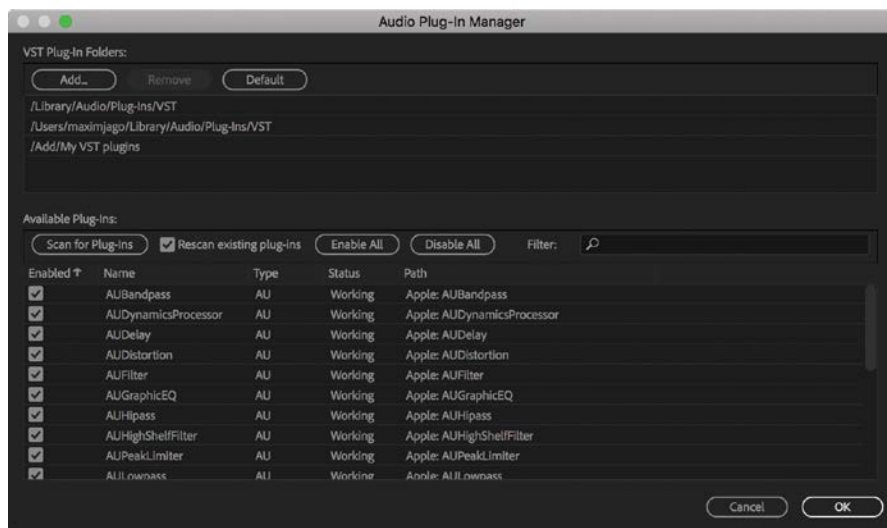 Audio Plug-In Manager
VST Plug-In Folders:
Add... Remove Default
/Library/Audio/Plug-Ins/VST
/Users/maximjago/Library/Audio/Plug-Ins/VST
/Add/My VST plugins
Available Plug-Ins:
Scan for Plug-Ins Rescan existing plug-ins Enable All Disable All Filter:
Enabled ↑ Name Type Status Path
AUBandpass AU Working Apple: AUBandpass
AUDynamicsProcessor AU Working Apple: AUDynamicsProcessor
AUDelay AU Working Apple: AUDelay
AUDistortion AU Working Apple: AUDistortion
AUFilter AU Working Apple: AUFilter
AUGraphicEQ AU Working Apple: AUGraphicEQ
AUHipass AU Working Apple: AUHipass
AUHighShelfFilter AU Working Apple: AUHighShelfFilter
AUPeakLimiter AU Working Apple: AUPeakLimiter
AULowpass AU Working Apple: AULowpass
Cancel OK